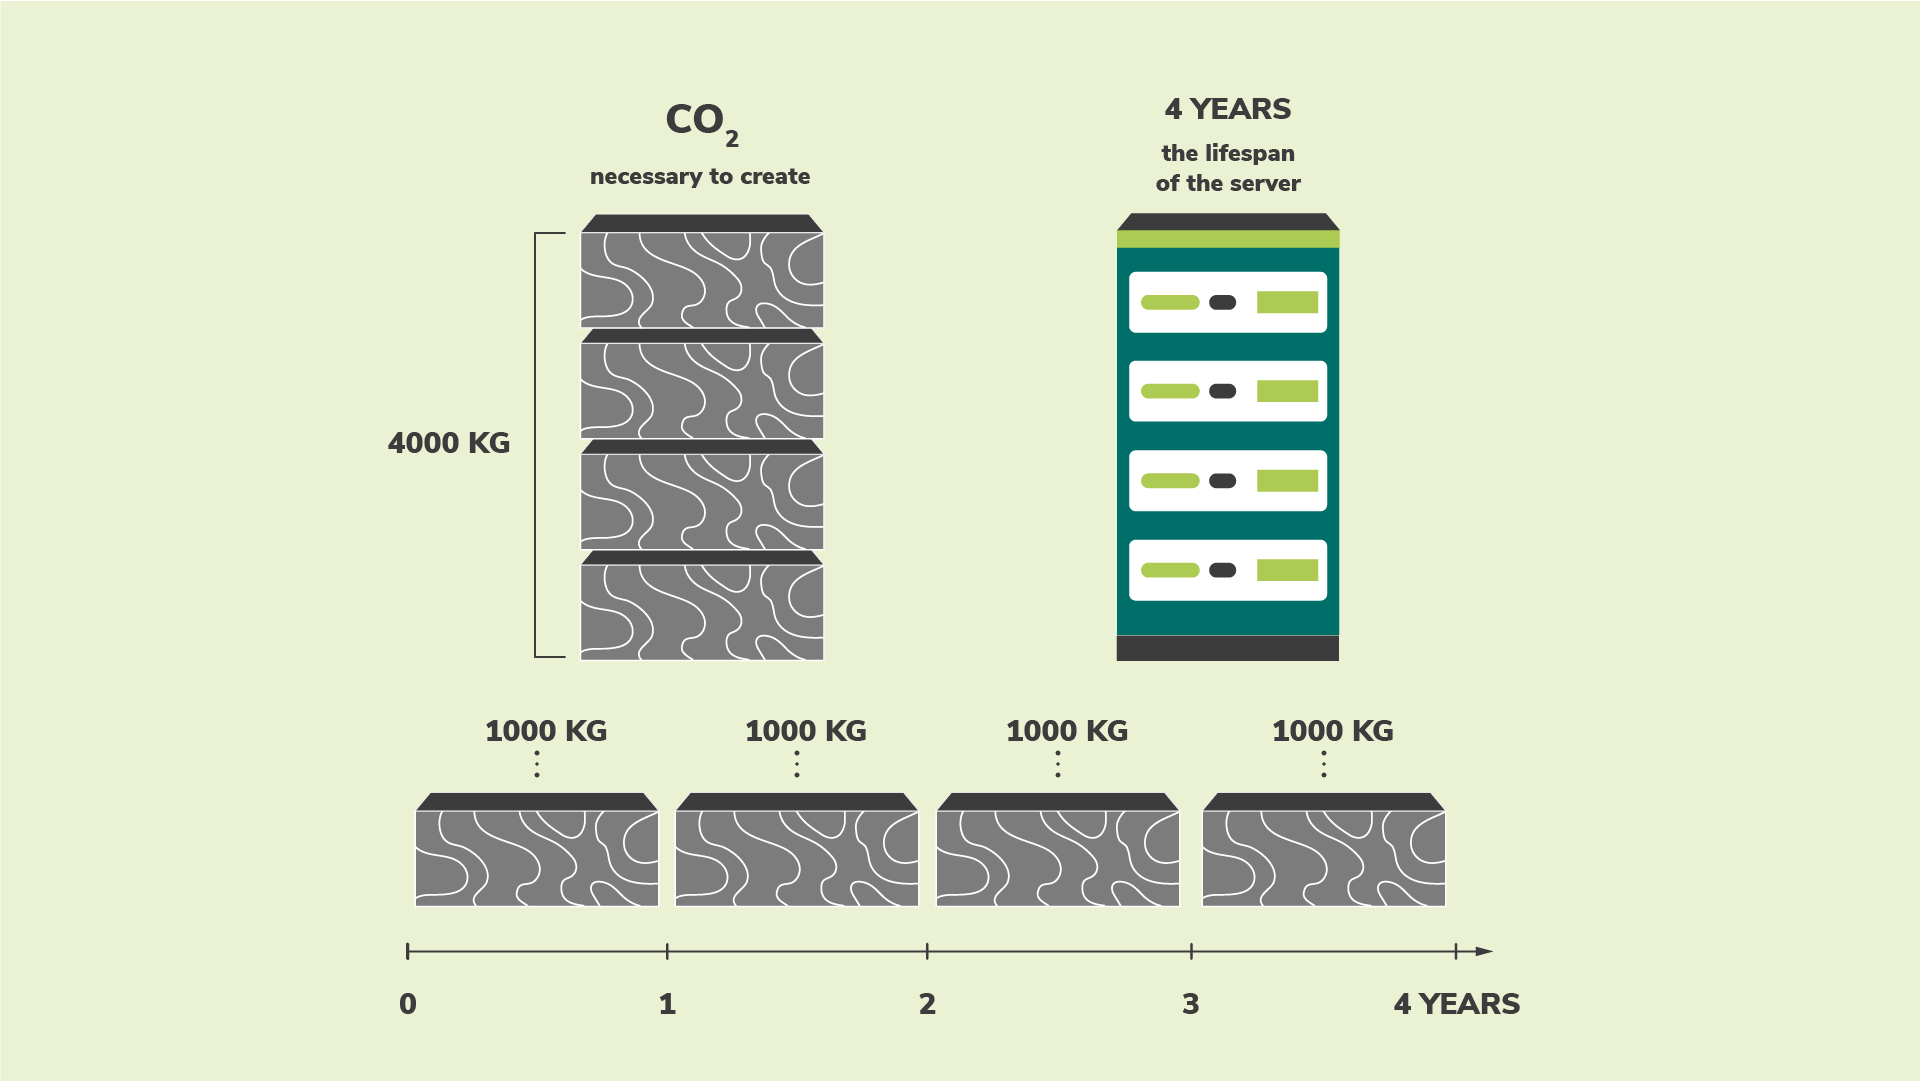 CO₂
necessary to create
4 YEARS
the lifespan
of the server
4000 KG
1000 KG
1000 KG
1000 KG
1000 KG
0
1
2
3
4 YEARS